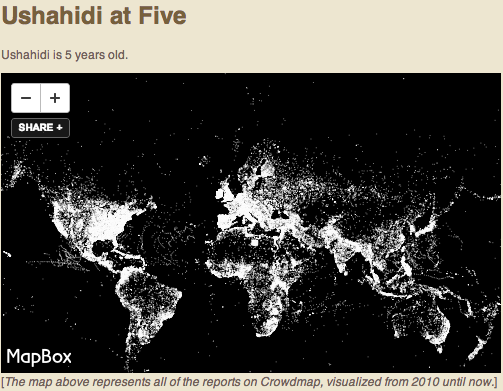 Ushahidi at Five
Ushahidi is 5 years old.
− +
SHARE +
MapBox
[The map above represents all of the reports on Crowdmap, visualized from 2010 until now.]